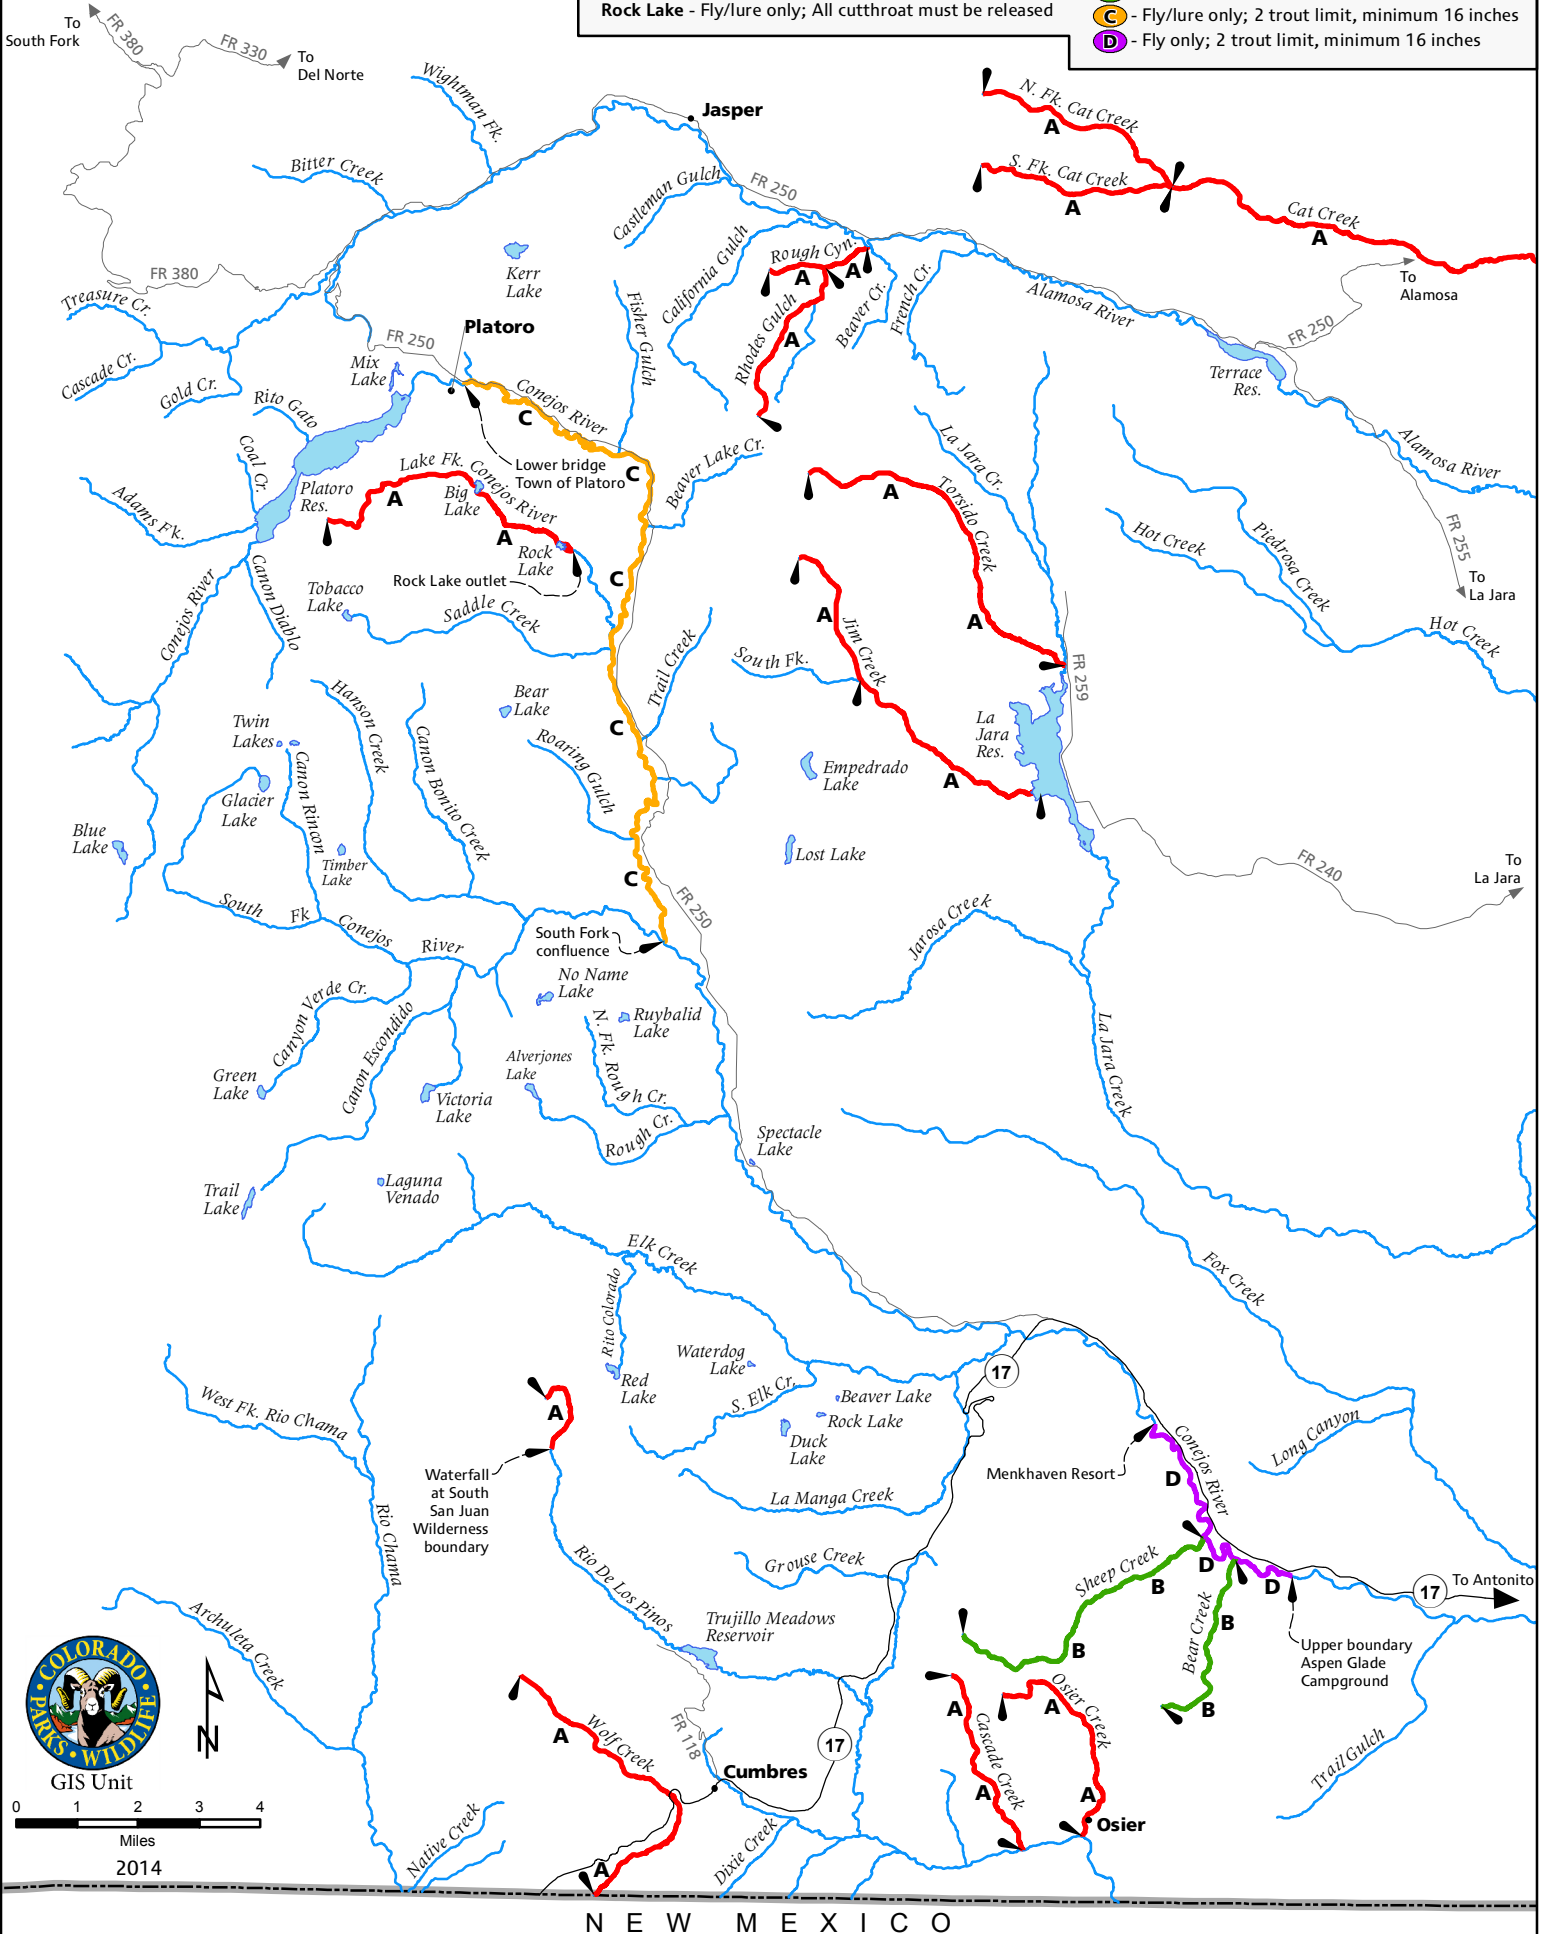 Rock Lake - Fly/lure only; All cutthroat must be released
C - Fly/lure only; 2 trout limit, minimum 16 inches
D - Fly only; 2 trout limit, minimum 16 inches
To
South Fork
FR 380
FR 330
To
Del Norte
Wightman Fk.
Jasper
N. Fk. Cat Creek
A
Bitter Creek
S. Fk. Cat Creek
A
Castleman Gulch
FR 250
Cat Creek
A
California Gulch
Rough Cyn.
A
A
Kerr
Lake
FR 380
To
Alamosa
Treasure Cr.
Fisher Gulch
Rhodes Gulch
A
Beaver Cr.
French Cr.
Alamosa River
FR 250
Platoro
FR 250
Mix
Lake
Cascade Cr.
Gold Cr.
Terrace
Res.
Rito Gato
Conejos River
C
Coal Cr.
La Jara Cr.
Alamosa River
Lower bridge
Town of Platoro
C
Lake Fk. Conejos River
A
Big
Lake
A
Beaver Lake Cr.
Platoro
Res.
A
Torsido Creek
Adams Fk.
FR 255
Rock
Lake
Hot Creek
Piedrosa Creek
Rock Lake outlet
C
To
La Jara
Conejos River
Canon Diablo
Tobacco
Lake
Saddle Creek
A
Jim Creek
A
Hot Creek
Trail Creek
South Fk.
FR 259
Hanson Creek
Bear
Lake
C
Twin
Lakes
Canon Bonito Creek
Roaring Gulch
La
Jara
Res.
Canon Rincon
Empedrado
Lake
A
Glacier
Lake
Blue
Lake
Timber
Lake
Lost Lake
C
FR 240
To
La Jara
South Fk Conejos River
FR 250
Jarosa Creek
South Fork
confluence
No Name
Lake
Canyon Verde Cr.
Canon Escondido
Ruybalid
Lake
N. Fk. Rough Cr.
La Jara Creek
Green
Lake
Alverjones
Lake
Victoria
Lake
Rough Cr.
Spectacle
Lake
Trail
Lake
Laguna
Venado
Elk Creek
Fox Creek
Rito Colorado
Waterdog
Lake
17
Red
Lake
S. Elk Cr.
Beaver Lake
Rock Lake
Duck
Lake
West Fk. Rio Chama
A
Long Canyon
Conejos River
Waterfall
at South
San Juan
Wilderness
boundary
Menkhaven Resort
D
La Manga Creek
Rio Chama
Rio De Los Pinos
Grouse Creek
Sheep Creek
B
D
D
17
To Antonito
Archuleta Creek
Trujillo Meadows
Reservoir
Bear Creek
B
B
Upper boundary
Aspen Glade
Campground
B
COLORADO
PARKS • WILDLIFE
GIS Unit
N
Wolf Creek
A
FR 118
17
A
Cascade Creek
A
A
Osier Creek
A
Trail Gulch
Cumbres
Osier
0 1 2 3 4
Miles
2014
Native Creek
A
Dixie Creek
NEW MEXICO